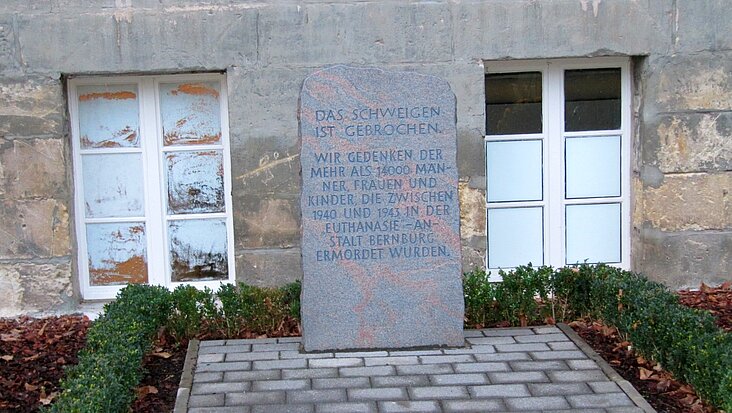 DAS SCHWEIGEN
IST GEBROCHEN.
WIR GEDENKEN DER
MEHR ALS 14000 MÄN-
NER, FRAUEN UND
KINDER, DIE ZWISCHEN
1940 UND 1943 IN DER
EUTHANASIE-AN
STALT BERNBURG
ERMORDET WURDEN.